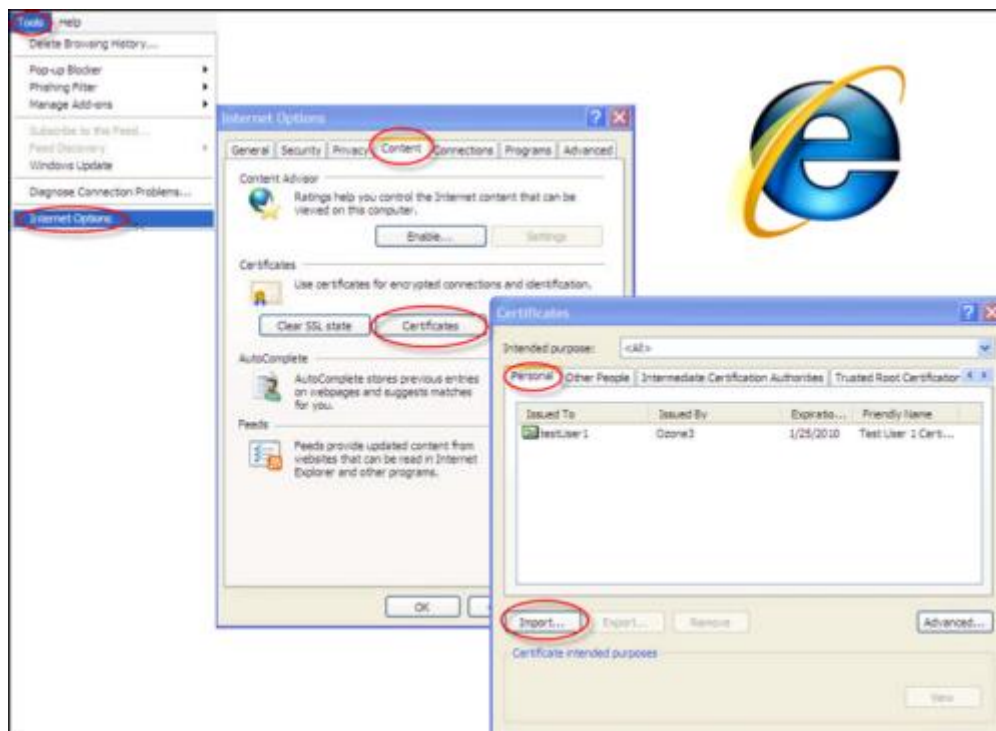 Tools Help
Delete Browsing History...
Pop-up Blocker
Phishing Filter
Manage Add-ons
Subscribe to this Feed...
Feed Discovery
Windows Update
Diagnose Connection Problems...
Internet Options
Internet Options
General Security Privacy Content Connections Programs Advanced
Content Advisor
Ratings help you control the Internet content that can be
viewed on this computer.
Enable... Settings
Certificates
Use certificates for encrypted connections and identification.
Clear SSL state Certificates
AutoComplete
AutoComplete stores previous entries
on webpages and suggests matches
for you.
Feeds
Feeds provide updated content from
websites that can be read in Internet
Explorer and other programs.
OK
Certificates
Intended purpose: <All>
Personal Other People Intermediate Certification Authorities Trusted Root Certification
Issued To Issued By Expiratio... Friendly Name
testUser1 Ozone3 1/25/2010 Test User 1 Cert...
Import... Export... Remove Advanced...
Certificate intended purposes
View